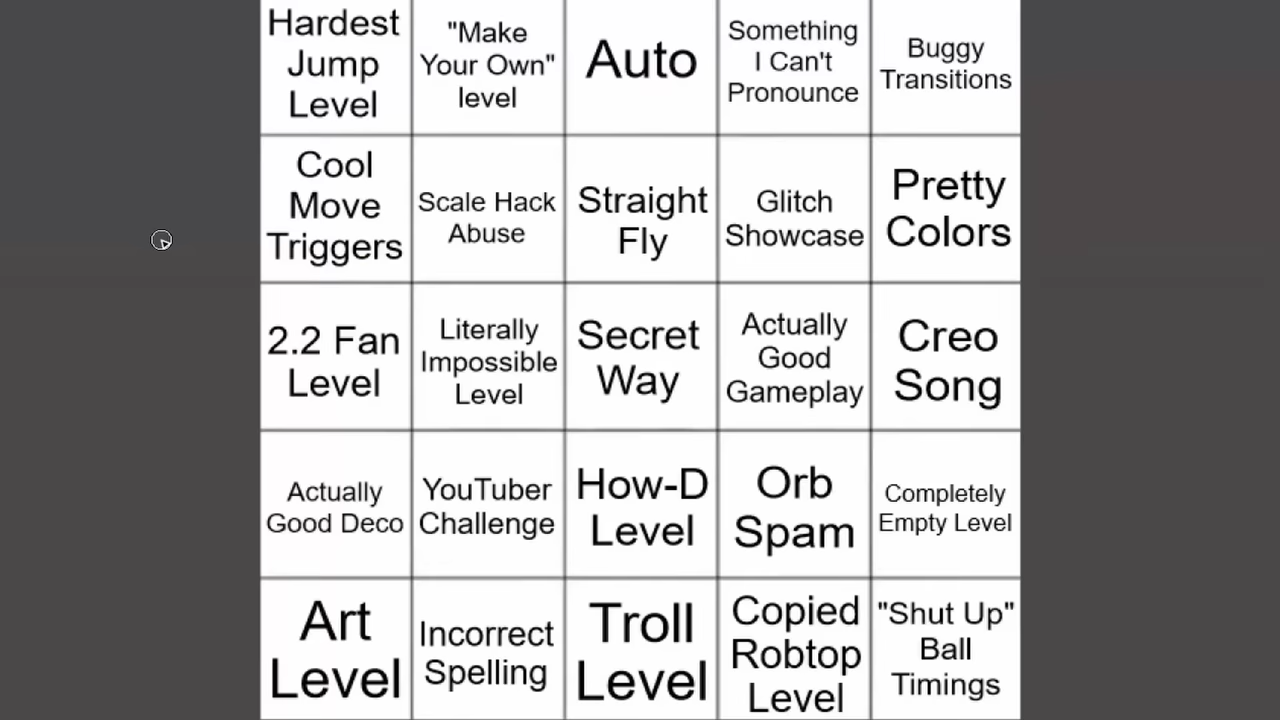 Hardest
Jump
Level
"Make
Your Own"
level
Auto
Something
I Can't
Pronounce
Buggy
Transitions
Cool
Move
Triggers
Scale Hack
Abuse
Straight
Fly
Glitch
Showcase
Pretty
Colors
2.2 Fan
Level
Literally
Impossible
Level
Secret
Way
Actually
Good
Gameplay
Creo
Song
Actually
Good Deco
YouTuber
Challenge
How-D
Level
Orb
Spam
Completely
Empty Level
Art
Level
Incorrect
Spelling
Troll
Level
Copied
Robtop
Level
"Shut Up"
Ball
Timings